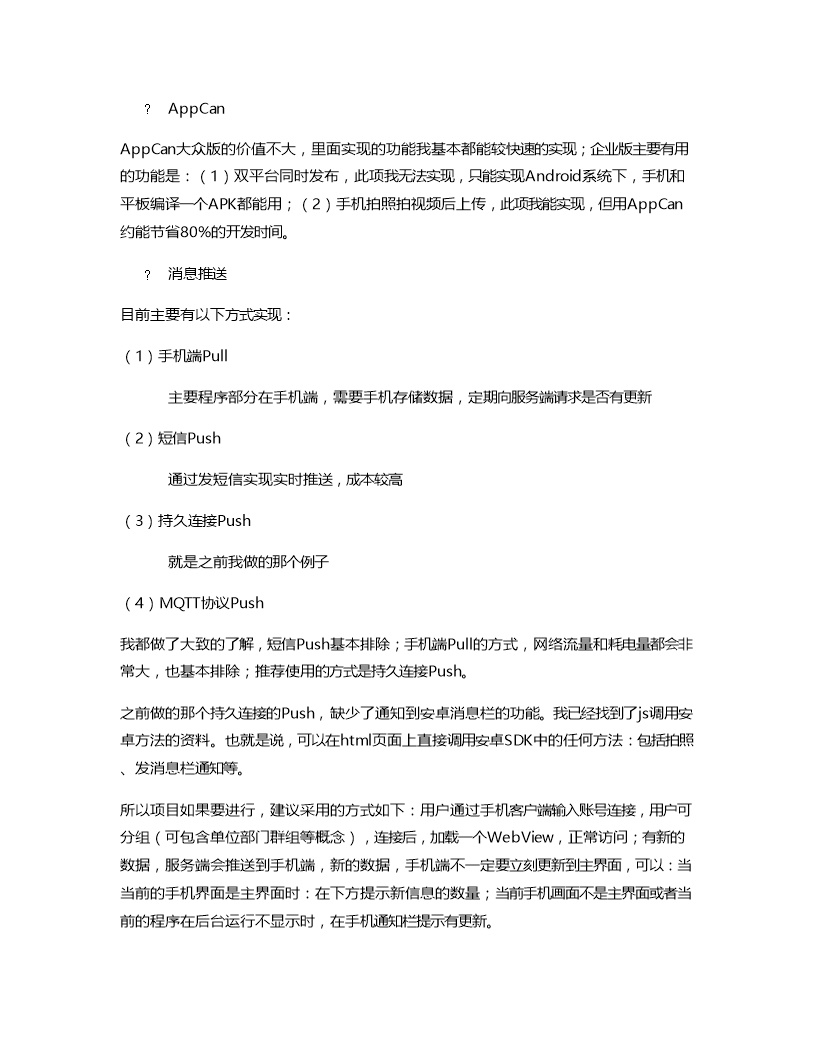 ? AppCan
AppCan大众版的价值不大，里面实现的功能我基本都能较快速的实现；企业版主要有用
的功能是：（1）双平台同时发布，此项我无法实现，只能实现Android系统下，手机和
平板编译一个APK都能用；（2）手机拍照拍视频后上传，此项我能实现，但用AppCan
约能节省80%的开发时间。
? 消息推送
目前主要有以下方式实现：
（1）手机端Pull
主要程序部分在手机端，需要手机存储数据，定期向服务端请求是否有更新
（2）短信Push
通过发短信实现实时推送，成本较高
（3）持久连接Push
就是之前我做的那个例子
（4）MQTT协议Push
我都做了大致的了解，短信Push基本排除；手机端Pull的方式，网络流量和耗电量都会非
常大，也基本排除；推荐使用的方式是持久连接Push。
之前做的那个持久连接的Push，缺少了通知到安卓消息栏的功能。我已经找到了js调用安
卓方法的资料。也就是说，可以在html页面上直接调用安卓SDK中的任何方法：包括拍照
、发消息栏通知等。
所以项目如果要进行，建议采用的方式如下：用户通过手机客户端输入账号连接，用户可
分组（可包含单位部门群组等概念），连接后，加载一个WebView，正常访问；有新的
数据，服务端会推送到手机端，新的数据，手机端不一定要立刻更新到主界面，可以：当
当前的手机界面是主界面时：在下方提示新信息的数量；当前手机画面不是主界面或者当
前的程序在后台运行不显示时，在手机通知栏提示有更新。